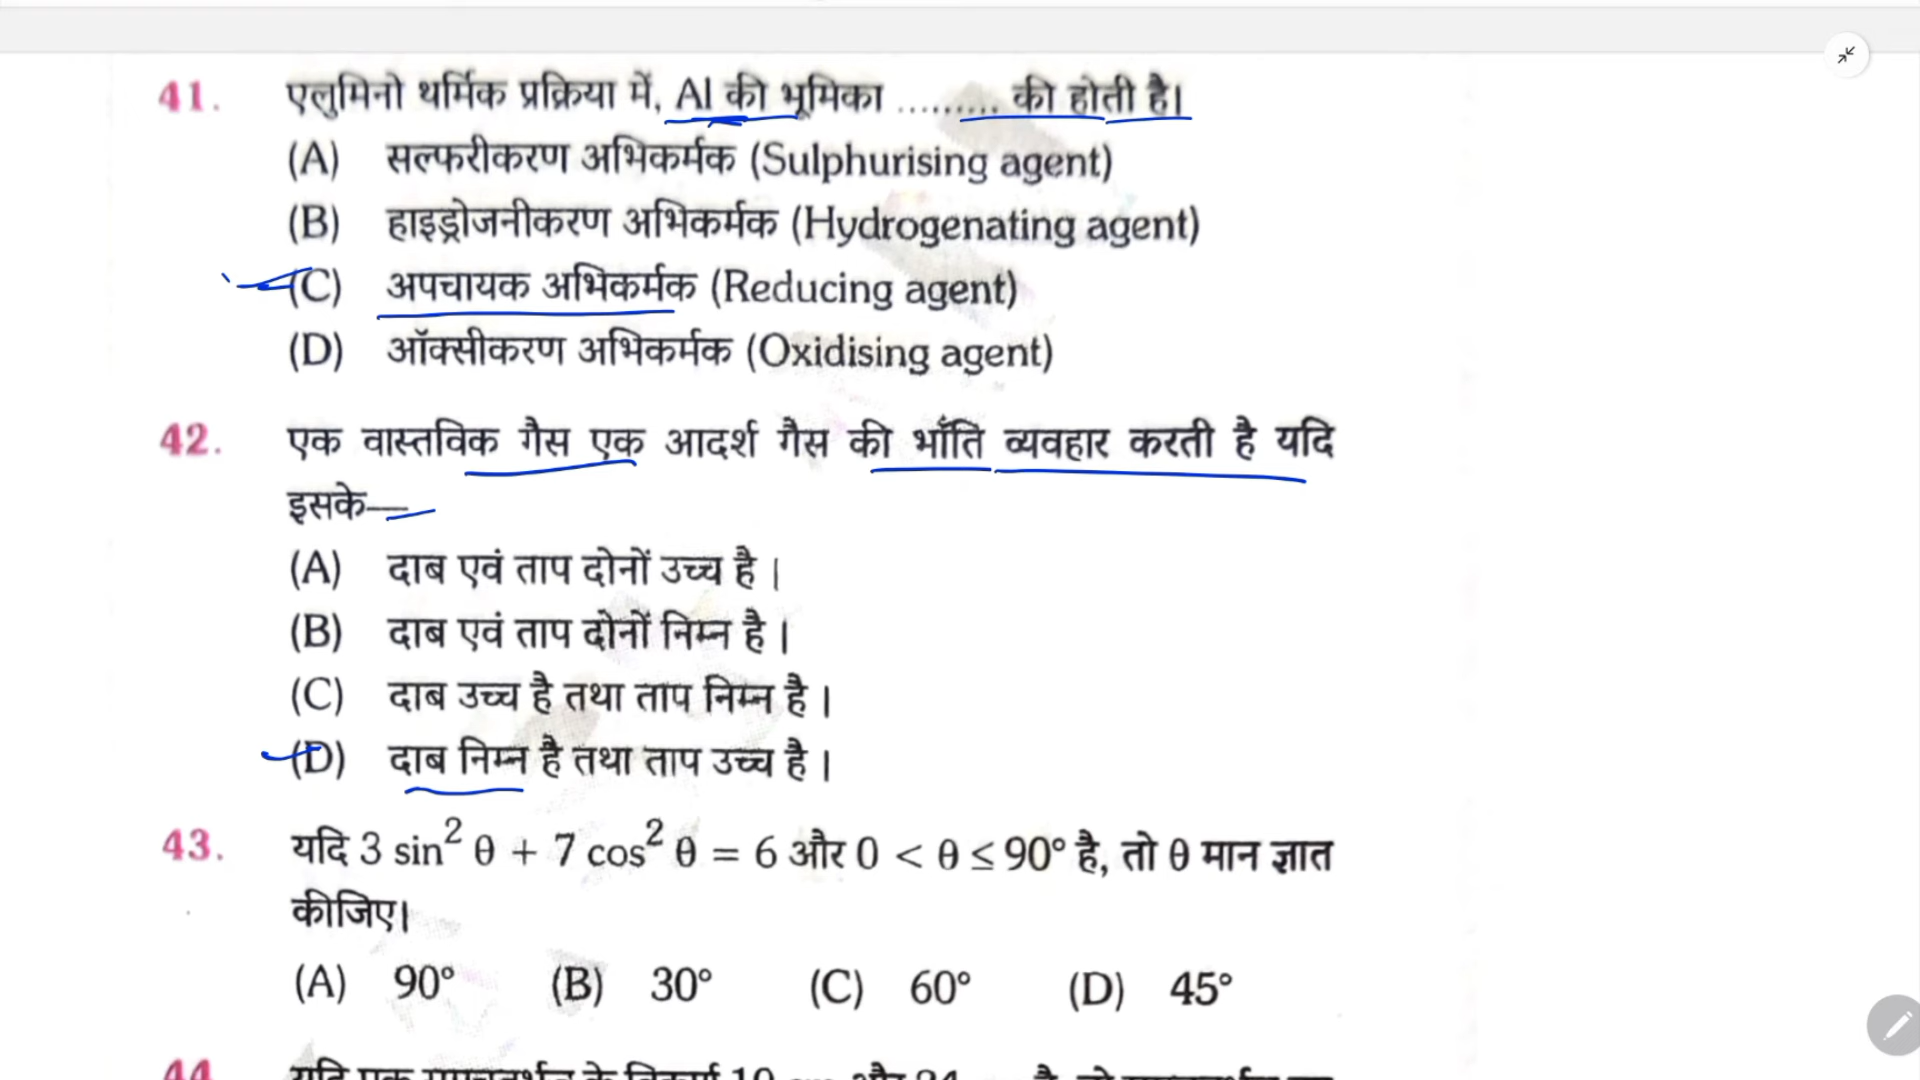 41. एलुमिनो थर्मिक प्रक्रिया में, Al की भूमिका ......... की होती है।
(A) सल्फरीकरण अभिकर्मक (Sulphurising agent)
(B) हाइड्रोजनीकरण अभिकर्मक (Hydrogenating agent)
(C) अपचायक अभिकर्मक (Reducing agent)
(D) ऑक्सीकरण अभिकर्मक (Oxidising agent)
42. एक वास्तविक गैस एक आदर्श गैस की भाँति व्यवहार करती है यदि
इसके—
(A) दाब एवं ताप दोनों उच्च है।
(B) दाब एवं ताप दोनों निम्न है।
(C) दाब उच्च है तथा ताप निम्न है।
(D) दाब निम्न है तथा ताप उच्च है।
43. यदि 3 sin² θ + 7 cos² θ = 6 और 0 < θ ≤ 90° है, तो θ मान ज्ञात
कीजिए।
(A) 90° (B) 30° (C) 60° (D) 45°
44